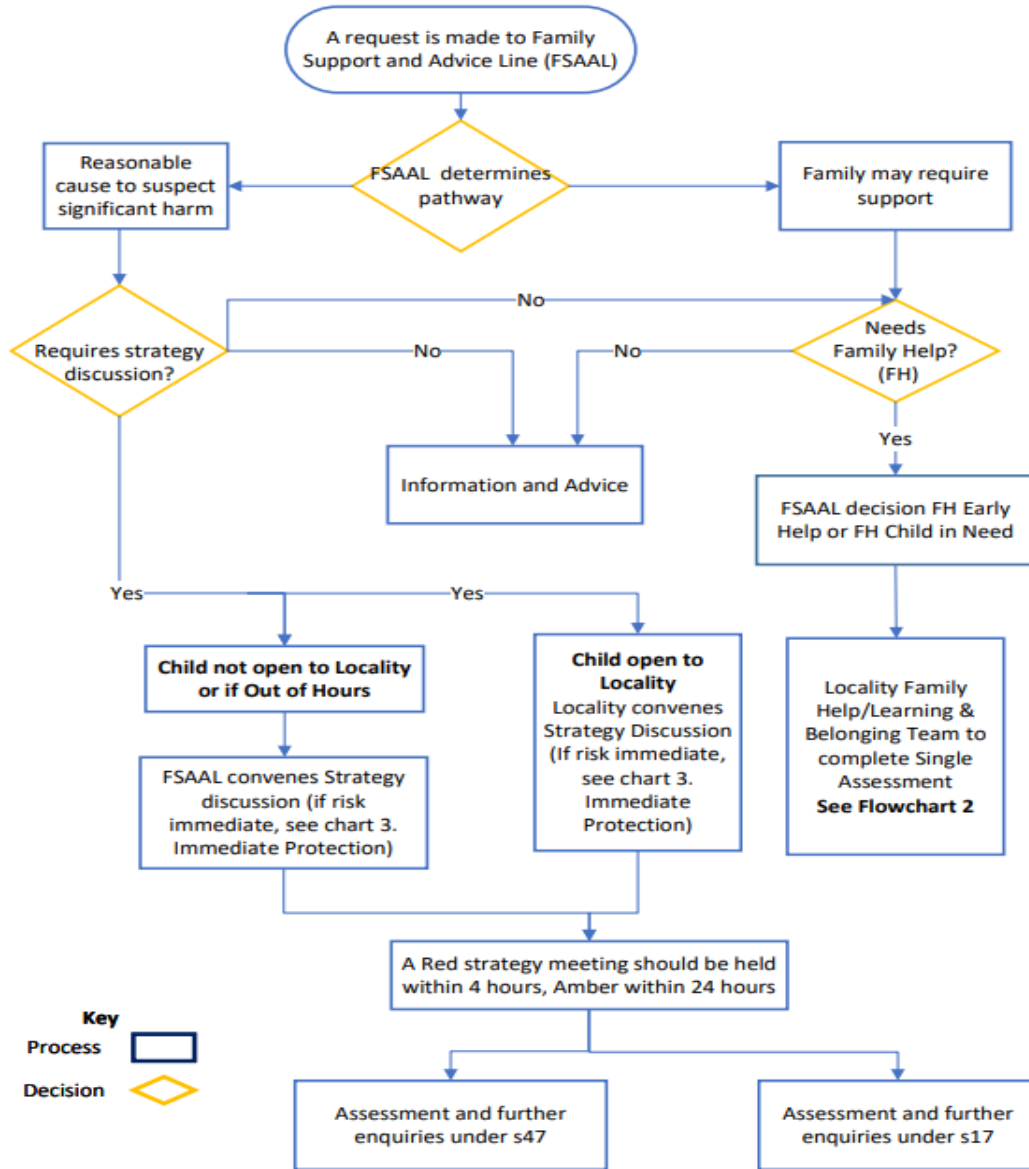 A request is made to Family
Support and Advice Line (FSAAL)
Reasonable
cause to suspect
significant harm
FSAAL determines
pathway
Family may require
support
No
Requires strategy
discussion?
No
No
Needs
Family Help?
(FH)
Yes
Information and Advice
FSAAL decision FH Early
Help or FH Child in Need
Yes
Yes
Child not open to Locality
or if Out of Hours
Child open to
Locality
Locality convenes
Strategy Discussion
(If risk immediate,
see chart 3.
Immediate
Protection)
Locality Family
Help/Learning &
Belonging Team to
complete Single
Assessment
See Flowchart 2
FSAAL convenes Strategy
discussion (if risk
immediate, see chart 3.
Immediate Protection)
A Red strategy meeting should be held
within 4 hours, Amber within 24 hours
Key
Process
Decision
Assessment and further
enquiries under s47
Assessment and further
enquiries under s17